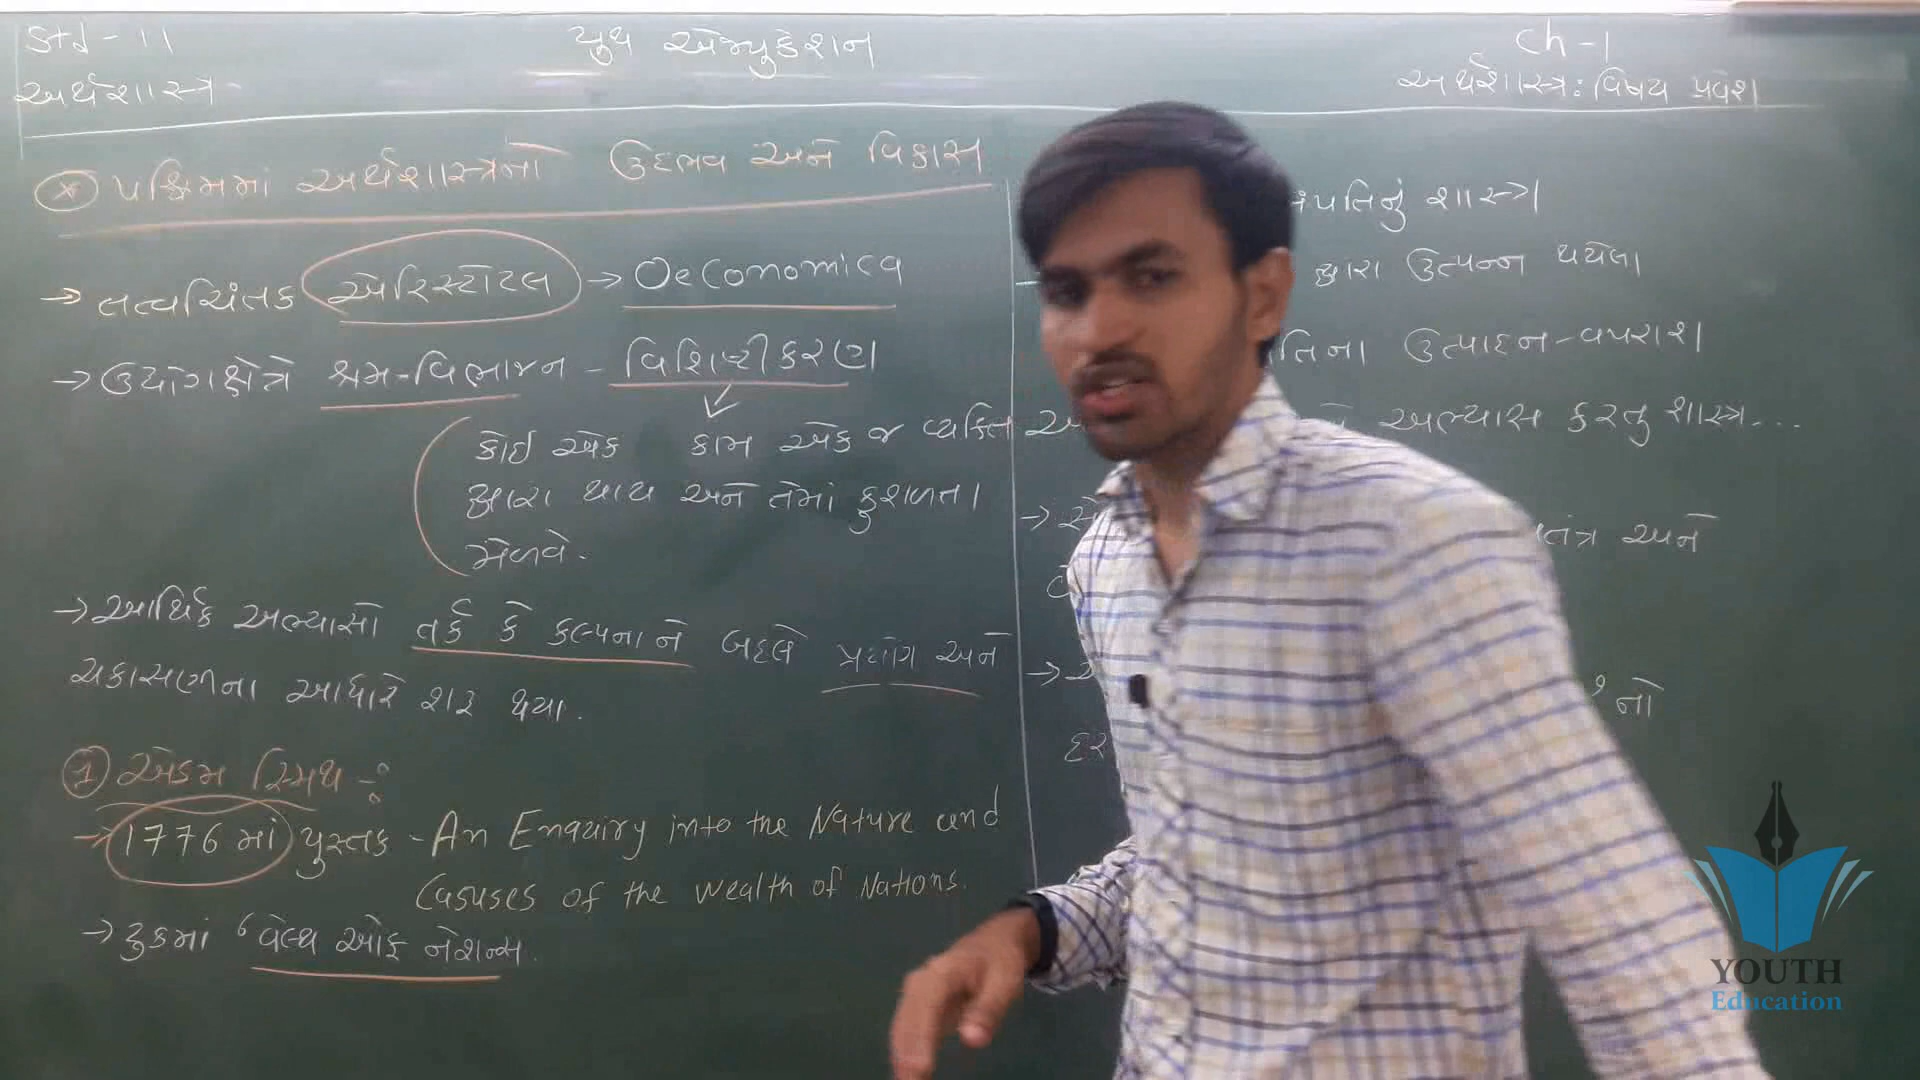 Std - 11
યુથ એજ્યુકેશન
Ch - 1
અર્થશાસ્ત્ર
અર્થશાસ્ત્ર : વિષય પ્રવેશ
* પશ્ચિમમાં અર્થશાસ્ત્રનો ઉદ્દભવ અને વિકાસ
→ તત્વચિંતક એરિસ્ટોટલ → Oeconomica
→ ઉદ્યોગક્ષેત્રે શ્રમ-વિભાજન - વિશિષ્ટીકરણ
કોઈ એક કામ એક જ વ્યક્તિ
દ્વારા થાય અને તેમાં કુશળતા
મેળવે.
→ આર્થિક અભ્યાસો તર્ક કે કલ્પનાને બદલે પ્રયોગ અને
ચકાસણીના આધારે શરૂ થયા.
1 એડમ સ્મિથ -:
→ 1776 માં પુસ્તક - An Enquiry into the Nature and
Causes of the wealth of Nations.
→ ટુકમાં 'વેલ્થ ઓફ નેશન્સ.
શાસ્ત્ર
દ્વારા ઉત્પન્ન થયેલા
ઉત્પાદન-વપરાશ
અભ્યાસ કરતુ શાસ્ત્ર...
અને
નો
YOUTH
Education